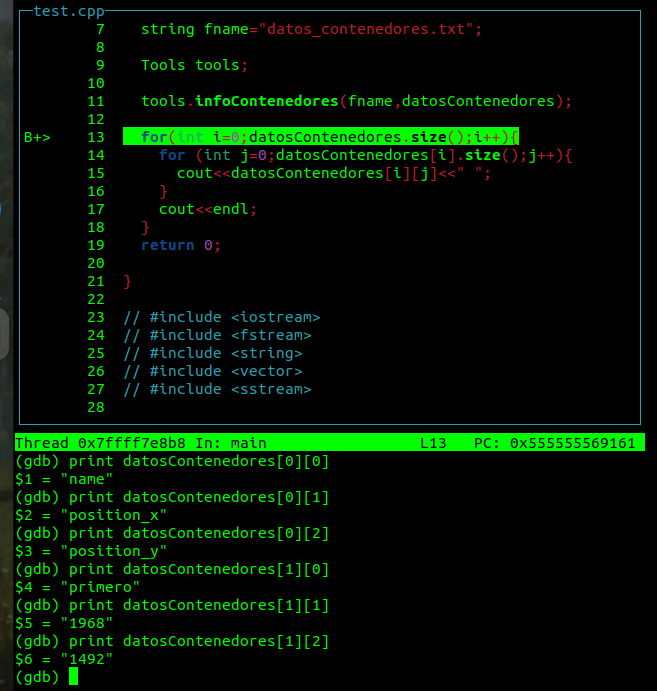 test.cpp
7 string fname="datos_contenedores.txt";
8
9 Tools tools;
10
11 tools.infoContenedores(fname,datosContenedores);
12
B+> 13 for(int i=0;datosContenedores.size();i++){
14 for (int j=0;datosContenedores[i].size();j++){
15 cout<<datosContenedores[i][j]<<" ";
16 }
17 cout<<endl;
18 }
19 return 0;
20
21 }
22
23 // #include <iostream>
24 // #include <fstream>
25 // #include <string>
26 // #include <vector>
27 // #include <sstream>
28
Thread 0x7ffff7e8b8 In: main L13 PC: 0x555555569161
(gdb) print datosContenedores[0][0]
$1 = "name"
(gdb) print datosContenedores[0][1]
$2 = "position_x"
(gdb) print datosContenedores[0][2]
$3 = "position_y"
(gdb) print datosContenedores[1][0]
$4 = "primero"
(gdb) print datosContenedores[1][1]
$5 = "1968"
(gdb) print datosContenedores[1][2]
$6 = "1492"
(gdb)